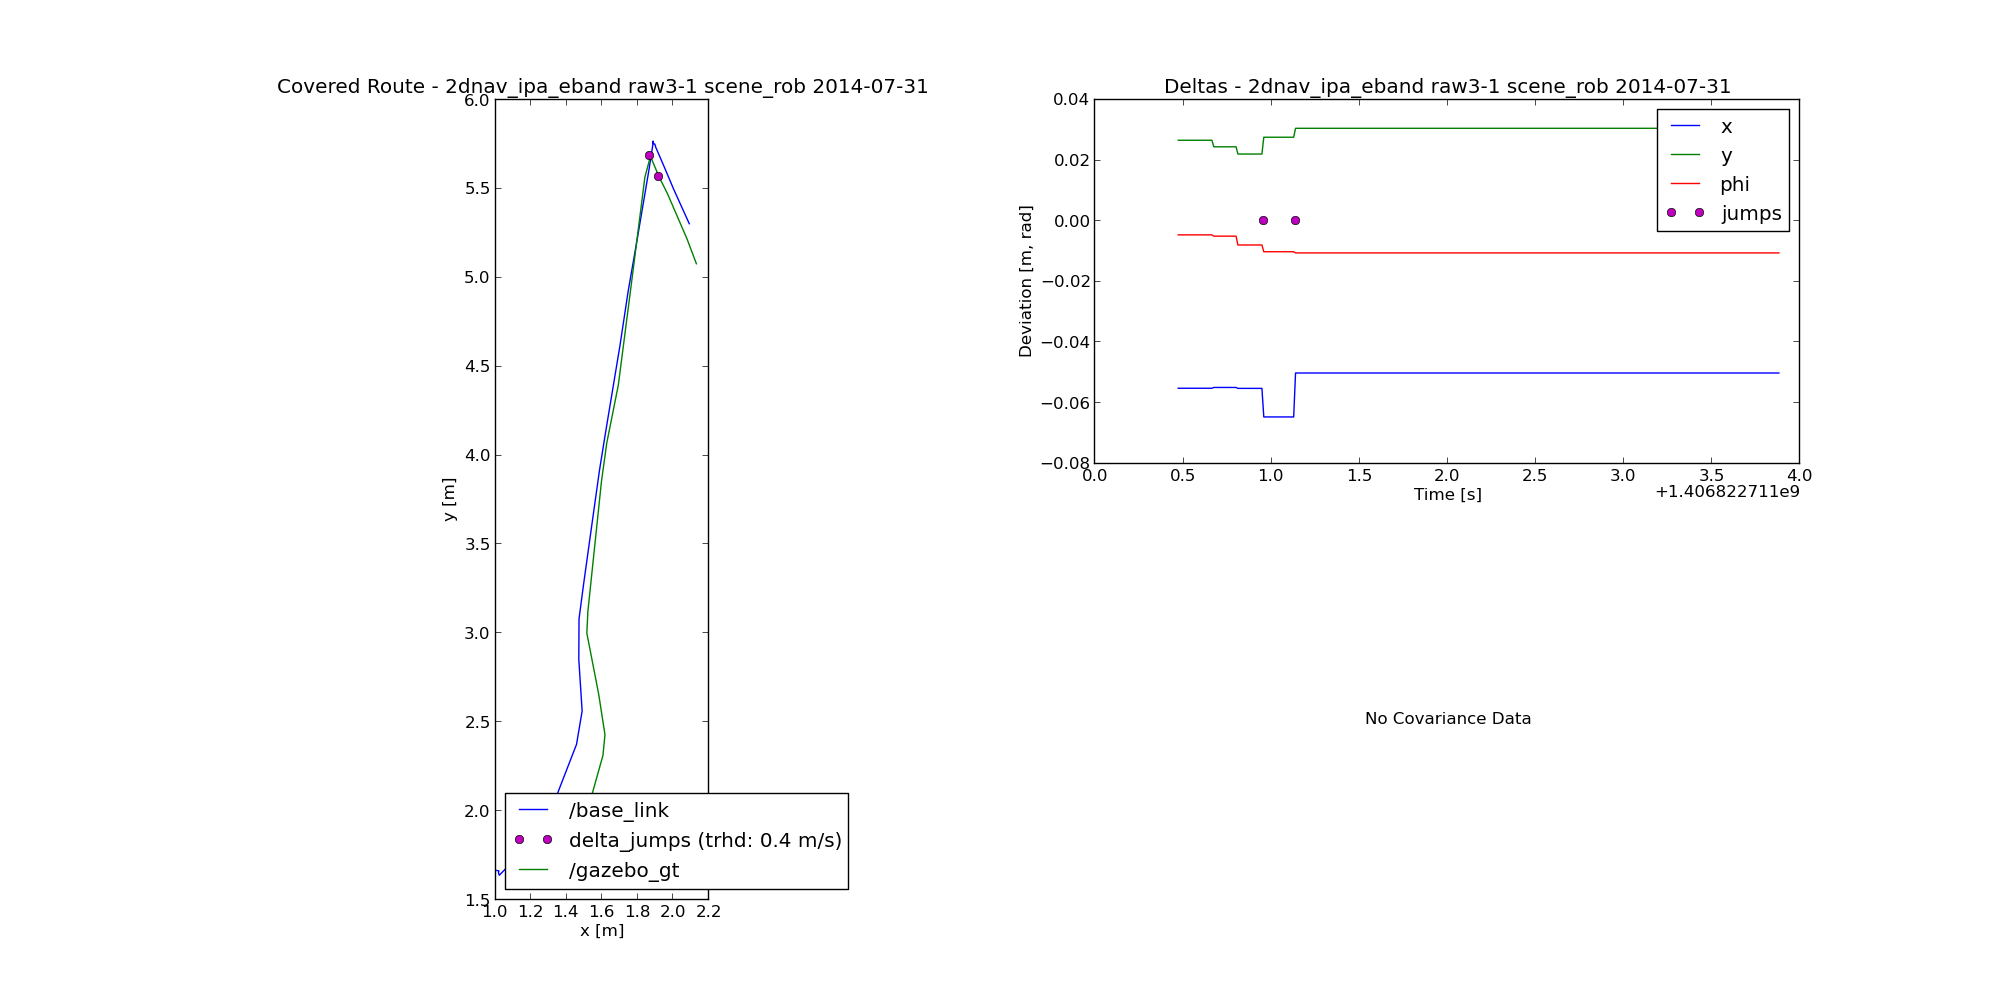 Covered Route - 2dnav_ipa_eband raw3-1 scene_rob 2014-07-31
6.0
5.5
5.0
4.5
4.0
3.5
3.0
2.5
2.0
1.5
y [m]
/base_link
delta_jumps (trhd: 0.4 m/s)
/gazebo_gt
1.0 1.2 1.4 1.6 1.8 2.0 2.2
x [m]
Deltas - 2dnav_ipa_eband raw3-1 scene_rob 2014-07-31
0.04
0.02
0.00
−0.02
−0.04
−0.06
−0.08
Deviation [m, rad]
x
y
phi
jumps
0.0 0.5 1.0 1.5 2.0 2.5 3.0 3.5 4.0
Time [s]
+1.406822711e9
No Covariance Data